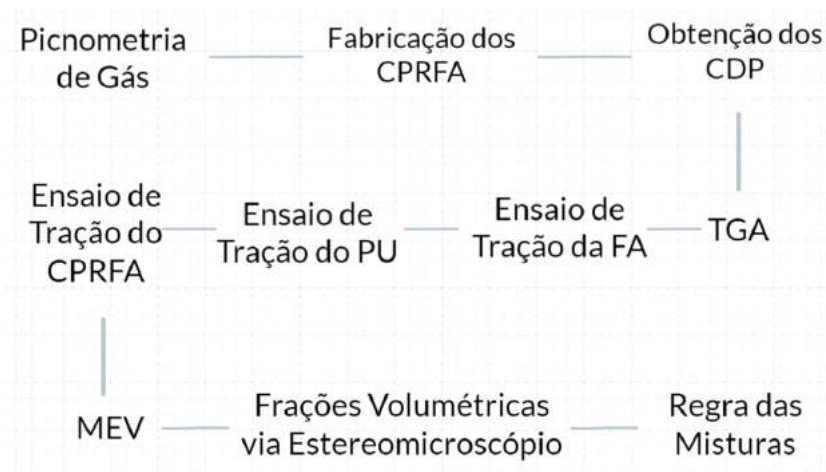 Picnometria
de Gás
Fabricação dos
CPRFA
Obtenção dos
CDP
Ensaio de
Tração do
CPRFA
Ensaio de
Tração do PU
Ensaio de
Tração da FA
TGA
MEV
Frações Volumétricas
via Estereomicroscópio
Regra das
Misturas